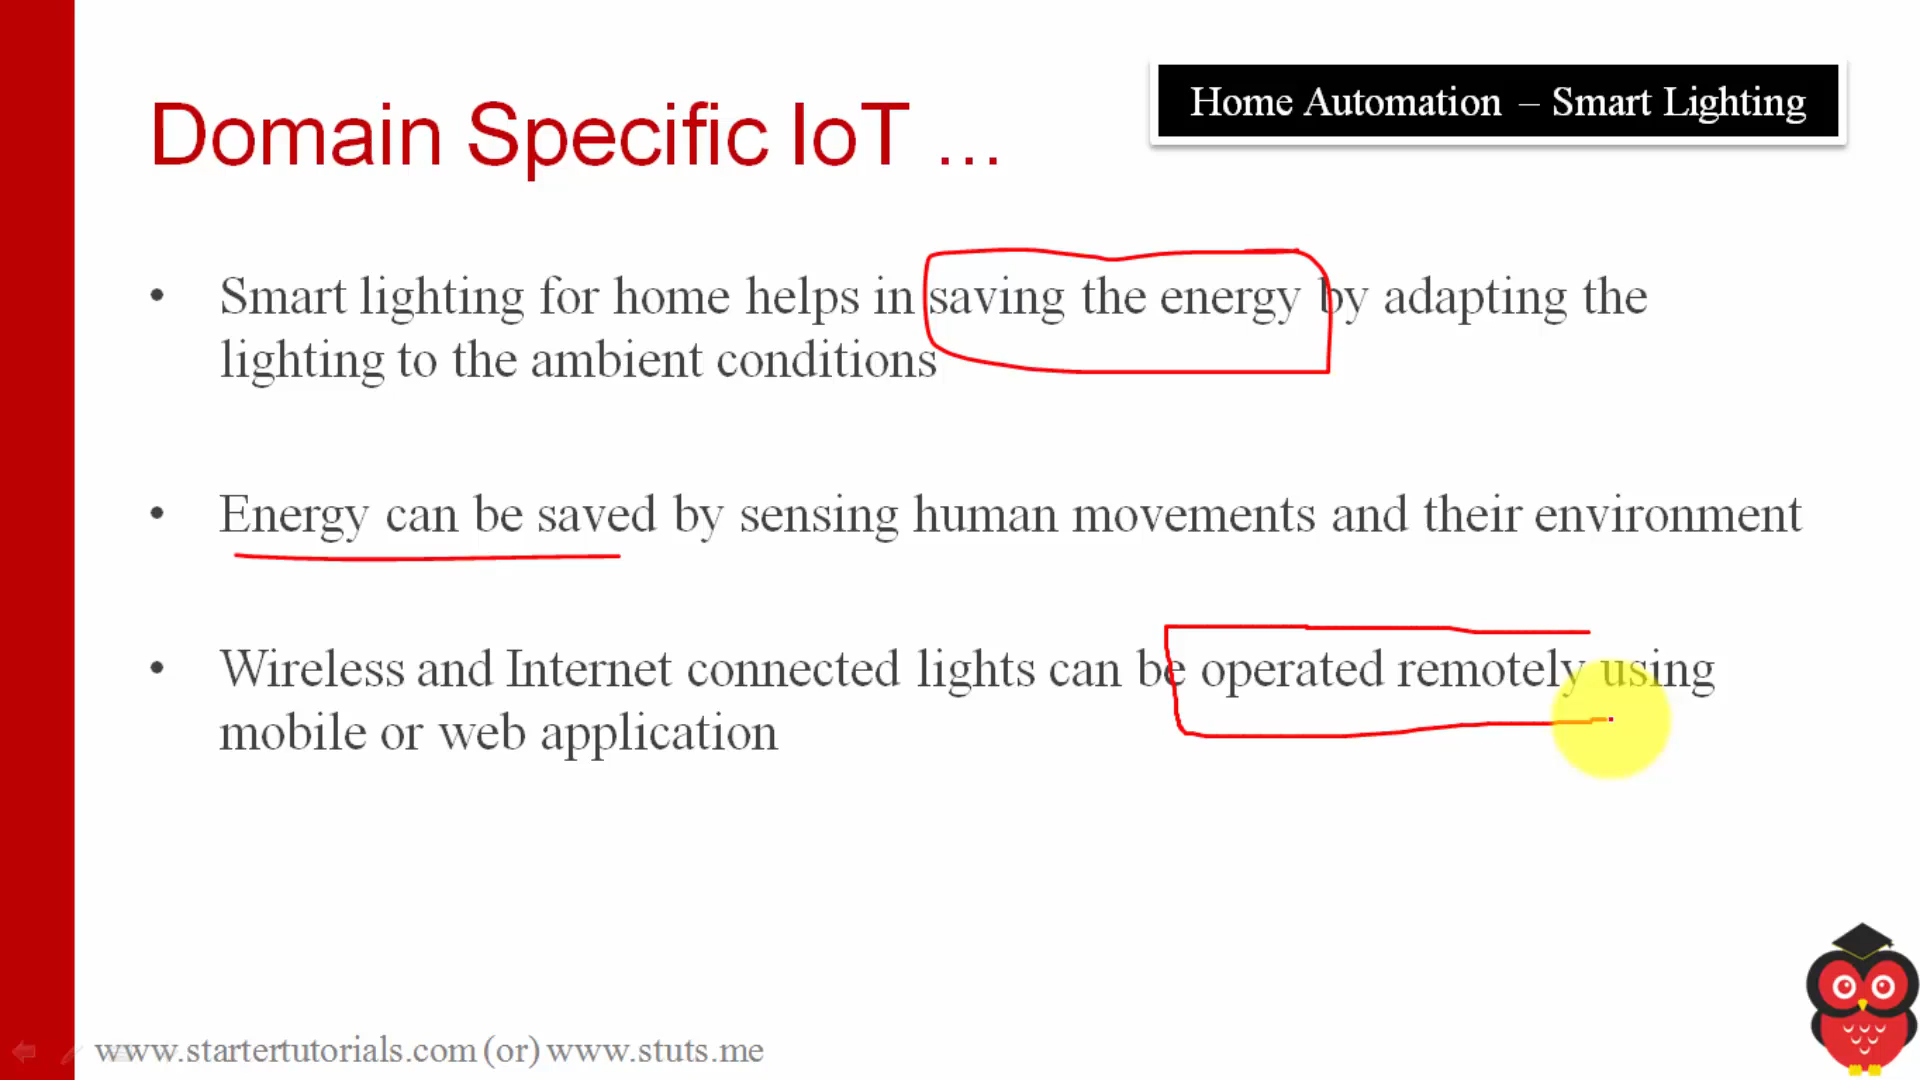 Home Automation – Smart Lighting
Domain Specific IoT ...
• Smart lighting for home helps in saving the energy by adapting the
lighting to the ambient conditions
• Energy can be saved by sensing human movements and their environment
• Wireless and Internet connected lights can be operated remotely using
mobile or web application
www.startertutorials.com (or) www.stuts.me